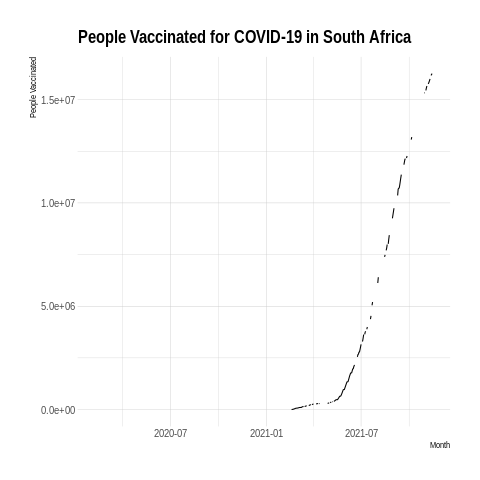 People Vaccinated for COVID-19 in South Africa
People Vaccinated
1.5e+07
1.0e+07
5.0e+06
0.0e+00
2020-07 2021-01 2021-07
Month